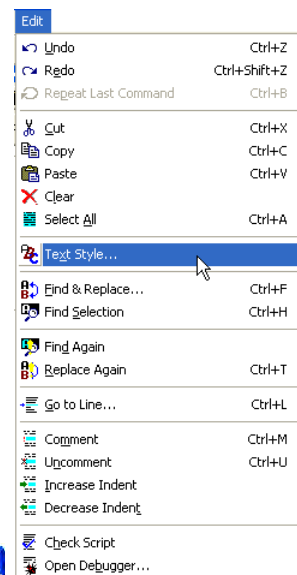 Edit
Undo Ctrl+Z
Redo Ctrl+Shift+Z
Repeat Last Command Ctrl+B
Cut Ctrl+X
Copy Ctrl+C
Paste Ctrl+V
Clear
Select All Ctrl+A
Text Style...
Find & Replace... Ctrl+F
Find Selection Ctrl+H
Find Again
Replace Again Ctrl+T
Go to Line... Ctrl+L
Comment Ctrl+M
Uncomment Ctrl+U
Increase Indent
Decrease Indent
Check Script
Open Debugger...